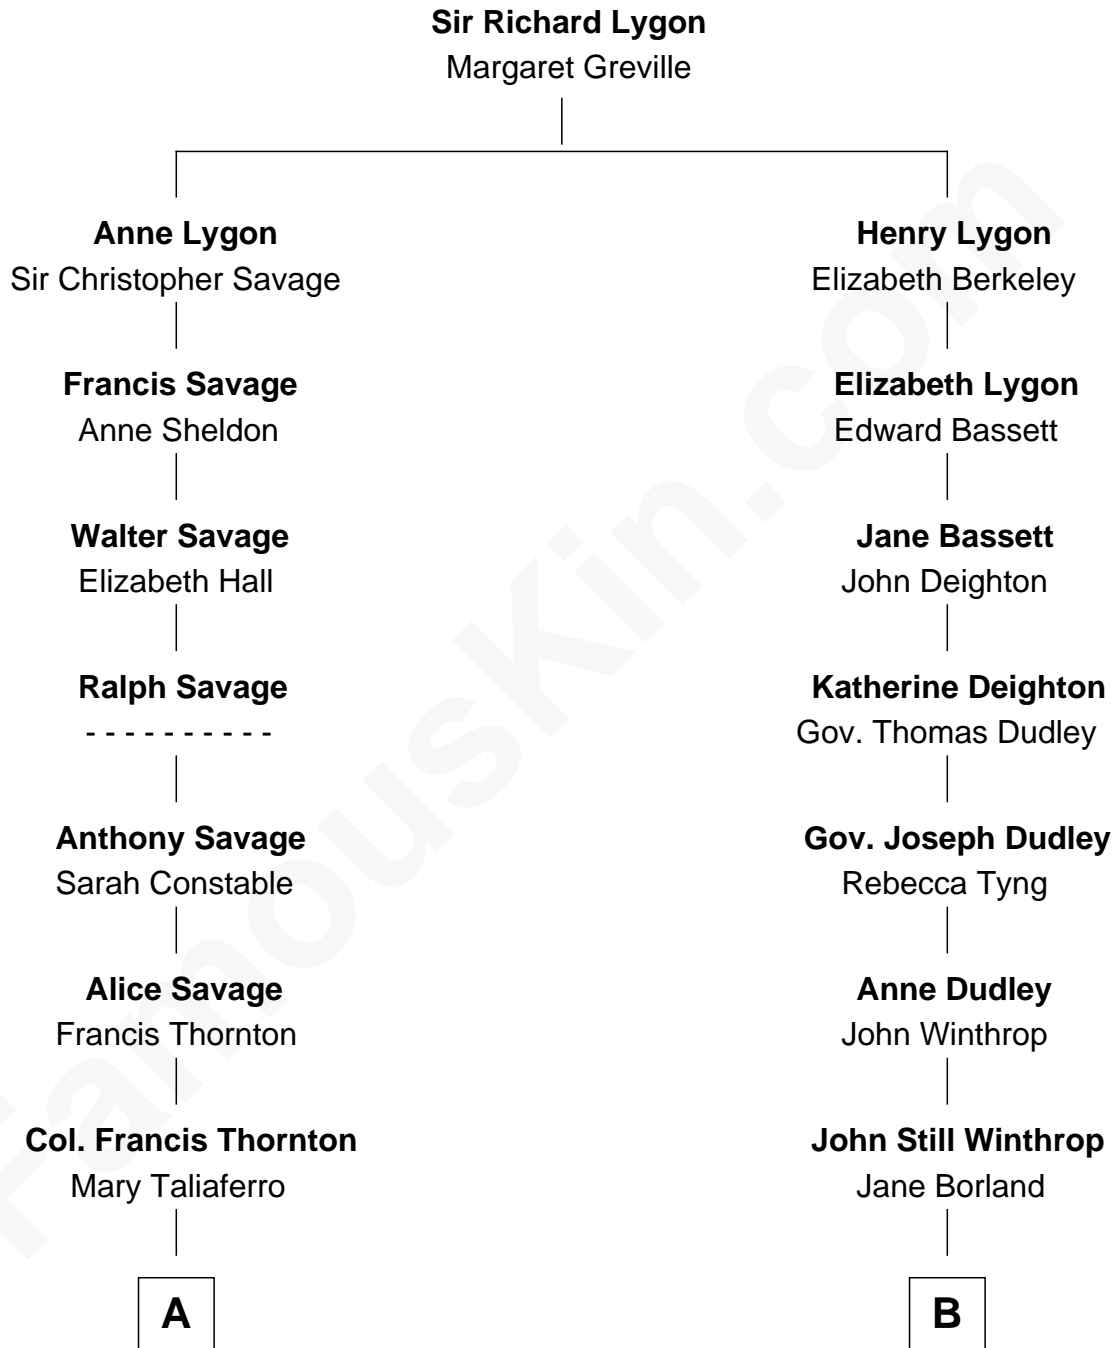 Sir Richard Lygon
Margaret Greville
Anne Lygon
Sir Christopher Savage
Henry Lygon
Elizabeth Berkeley
Francis Savage
Anne Sheldon
Elizabeth Lygon
Edward Bassett
Walter Savage
Elizabeth Hall
Jane Bassett
John Deighton
Ralph Savage
- - - - - - - - - -
Katherine Deighton
Gov. Thomas Dudley
Anthony Savage
Sarah Constable
Gov. Joseph Dudley
Rebecca Tyng
Alice Savage
Francis Thornton
Anne Dudley
John Winthrop
Col. Francis Thornton
Mary Taliaferro
John Still Winthrop
Jane Borland
A
B
FamousKin.com